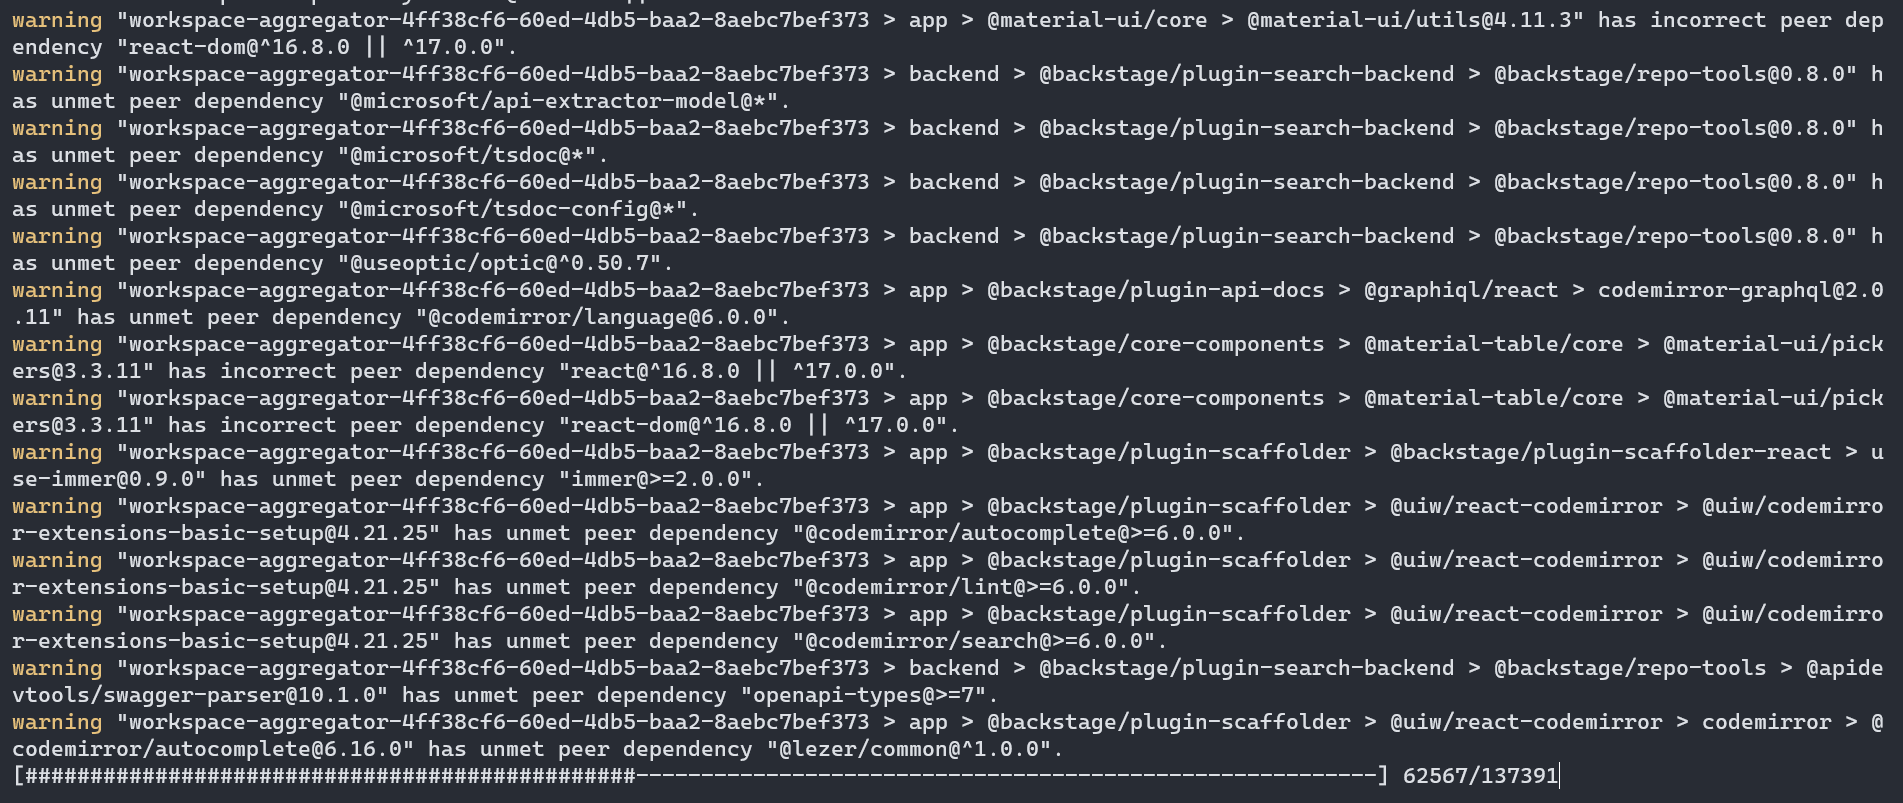 warning "workspace-aggregator-4ff38cf6-60ed-4db5-baa2-8aebc7bef373 > app > @material-ui/core > @material-ui/utils@4.11.3" has incorrect peer dep
endency "react-dom@^16.8.0 || ^17.0.0".
warning "workspace-aggregator-4ff38cf6-60ed-4db5-baa2-8aebc7bef373 > backend > @backstage/plugin-search-backend > @backstage/repo-tools@0.8.0" h
as unmet peer dependency "@microsoft/api-extractor-model@*".
warning "workspace-aggregator-4ff38cf6-60ed-4db5-baa2-8aebc7bef373 > backend > @backstage/plugin-search-backend > @backstage/repo-tools@0.8.0" h
as unmet peer dependency "@microsoft/tsdoc@*".
warning "workspace-aggregator-4ff38cf6-60ed-4db5-baa2-8aebc7bef373 > backend > @backstage/plugin-search-backend > @backstage/repo-tools@0.8.0" h
as unmet peer dependency "@microsoft/tsdoc-config@*".
warning "workspace-aggregator-4ff38cf6-60ed-4db5-baa2-8aebc7bef373 > backend > @backstage/plugin-search-backend > @backstage/repo-tools@0.8.0" h
as unmet peer dependency "@useoptic/optic@^0.50.7".
warning "workspace-aggregator-4ff38cf6-60ed-4db5-baa2-8aebc7bef373 > app > @backstage/plugin-api-docs > @graphiql/react > codemirror-graphql@2.0
.11" has unmet peer dependency "@codemirror/language@6.0.0".
warning "workspace-aggregator-4ff38cf6-60ed-4db5-baa2-8aebc7bef373 > app > @backstage/core-components > @material-table/core > @material-ui/pick
ers@3.3.11" has incorrect peer dependency "react@^16.8.0 || ^17.0.0".
warning "workspace-aggregator-4ff38cf6-60ed-4db5-baa2-8aebc7bef373 > app > @backstage/core-components > @material-table/core > @material-ui/pick
ers@3.3.11" has incorrect peer dependency "react-dom@^16.8.0 || ^17.0.0".
warning "workspace-aggregator-4ff38cf6-60ed-4db5-baa2-8aebc7bef373 > app > @backstage/plugin-scaffolder > @backstage/plugin-scaffolder-react > u
se-immer@0.9.0" has unmet peer dependency "immer@>=2.0.0".
warning "workspace-aggregator-4ff38cf6-60ed-4db5-baa2-8aebc7bef373 > app > @backstage/plugin-scaffolder > @uiw/react-codemirror > @uiw/codemirro
r-extensions-basic-setup@4.21.25" has unmet peer dependency "@codemirror/autocomplete@>=6.0.0".
warning "workspace-aggregator-4ff38cf6-60ed-4db5-baa2-8aebc7bef373 > app > @backstage/plugin-scaffolder > @uiw/react-codemirror > @uiw/codemirro
r-extensions-basic-setup@4.21.25" has unmet peer dependency "@codemirror/lint@>=6.0.0".
warning "workspace-aggregator-4ff38cf6-60ed-4db5-baa2-8aebc7bef373 > app > @backstage/plugin-scaffolder > @uiw/react-codemirror > @uiw/codemirro
r-extensions-basic-setup@4.21.25" has unmet peer dependency "@codemirror/search@>=6.0.0".
warning "workspace-aggregator-4ff38cf6-60ed-4db5-baa2-8aebc7bef373 > backend > @backstage/plugin-search-backend > @backstage/repo-tools > @apide
vtools/swagger-parser@10.1.0" has unmet peer dependency "openapi-types@>=7".
warning "workspace-aggregator-4ff38cf6-60ed-4db5-baa2-8aebc7bef373 > app > @backstage/plugin-scaffolder > @uiw/react-codemirror > codemirror > @
codemirror/autocomplete@6.16.0" has unmet peer dependency "@lezer/common@^1.0.0".
[###############################################---------------------------------------------------------] 62567/137391